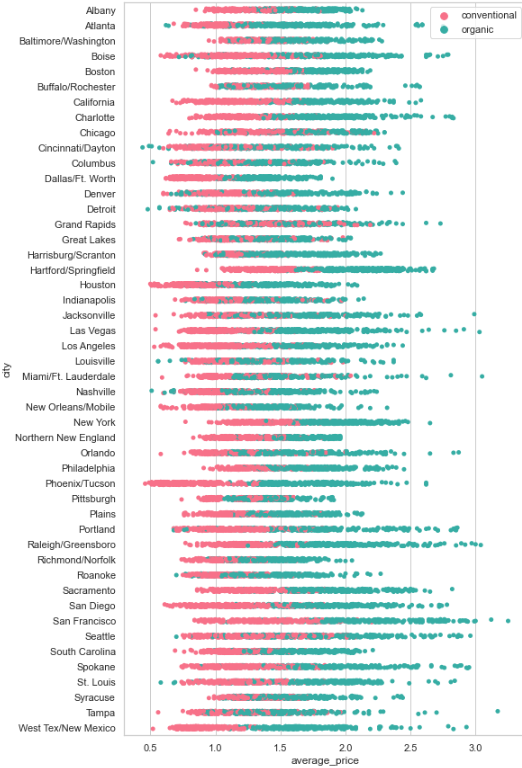 conventional
organic
Albany
Atlanta
Baltimore/Washington
Boise
Boston
Buffalo/Rochester
California
Charlotte
Chicago
Cincinnati/Dayton
Columbus
Dallas/Ft. Worth
Denver
Detroit
Grand Rapids
Great Lakes
Harrisburg/Scranton
Hartford/Springfield
Houston
Indianapolis
Jacksonville
Las Vegas
Los Angeles
Louisville
Miami/Ft. Lauderdale
Nashville
New Orleans/Mobile
New York
Northern New England
Orlando
Philadelphia
Phoenix/Tucson
Pittsburgh
Plains
Portland
Raleigh/Greensboro
Richmond/Norfolk
Roanoke
Sacramento
San Diego
San Francisco
Seattle
South Carolina
Spokane
St. Louis
Syracuse
Tampa
West Tex/New Mexico
city
0.5 1.0 1.5 2.0 2.5 3.0
average_price